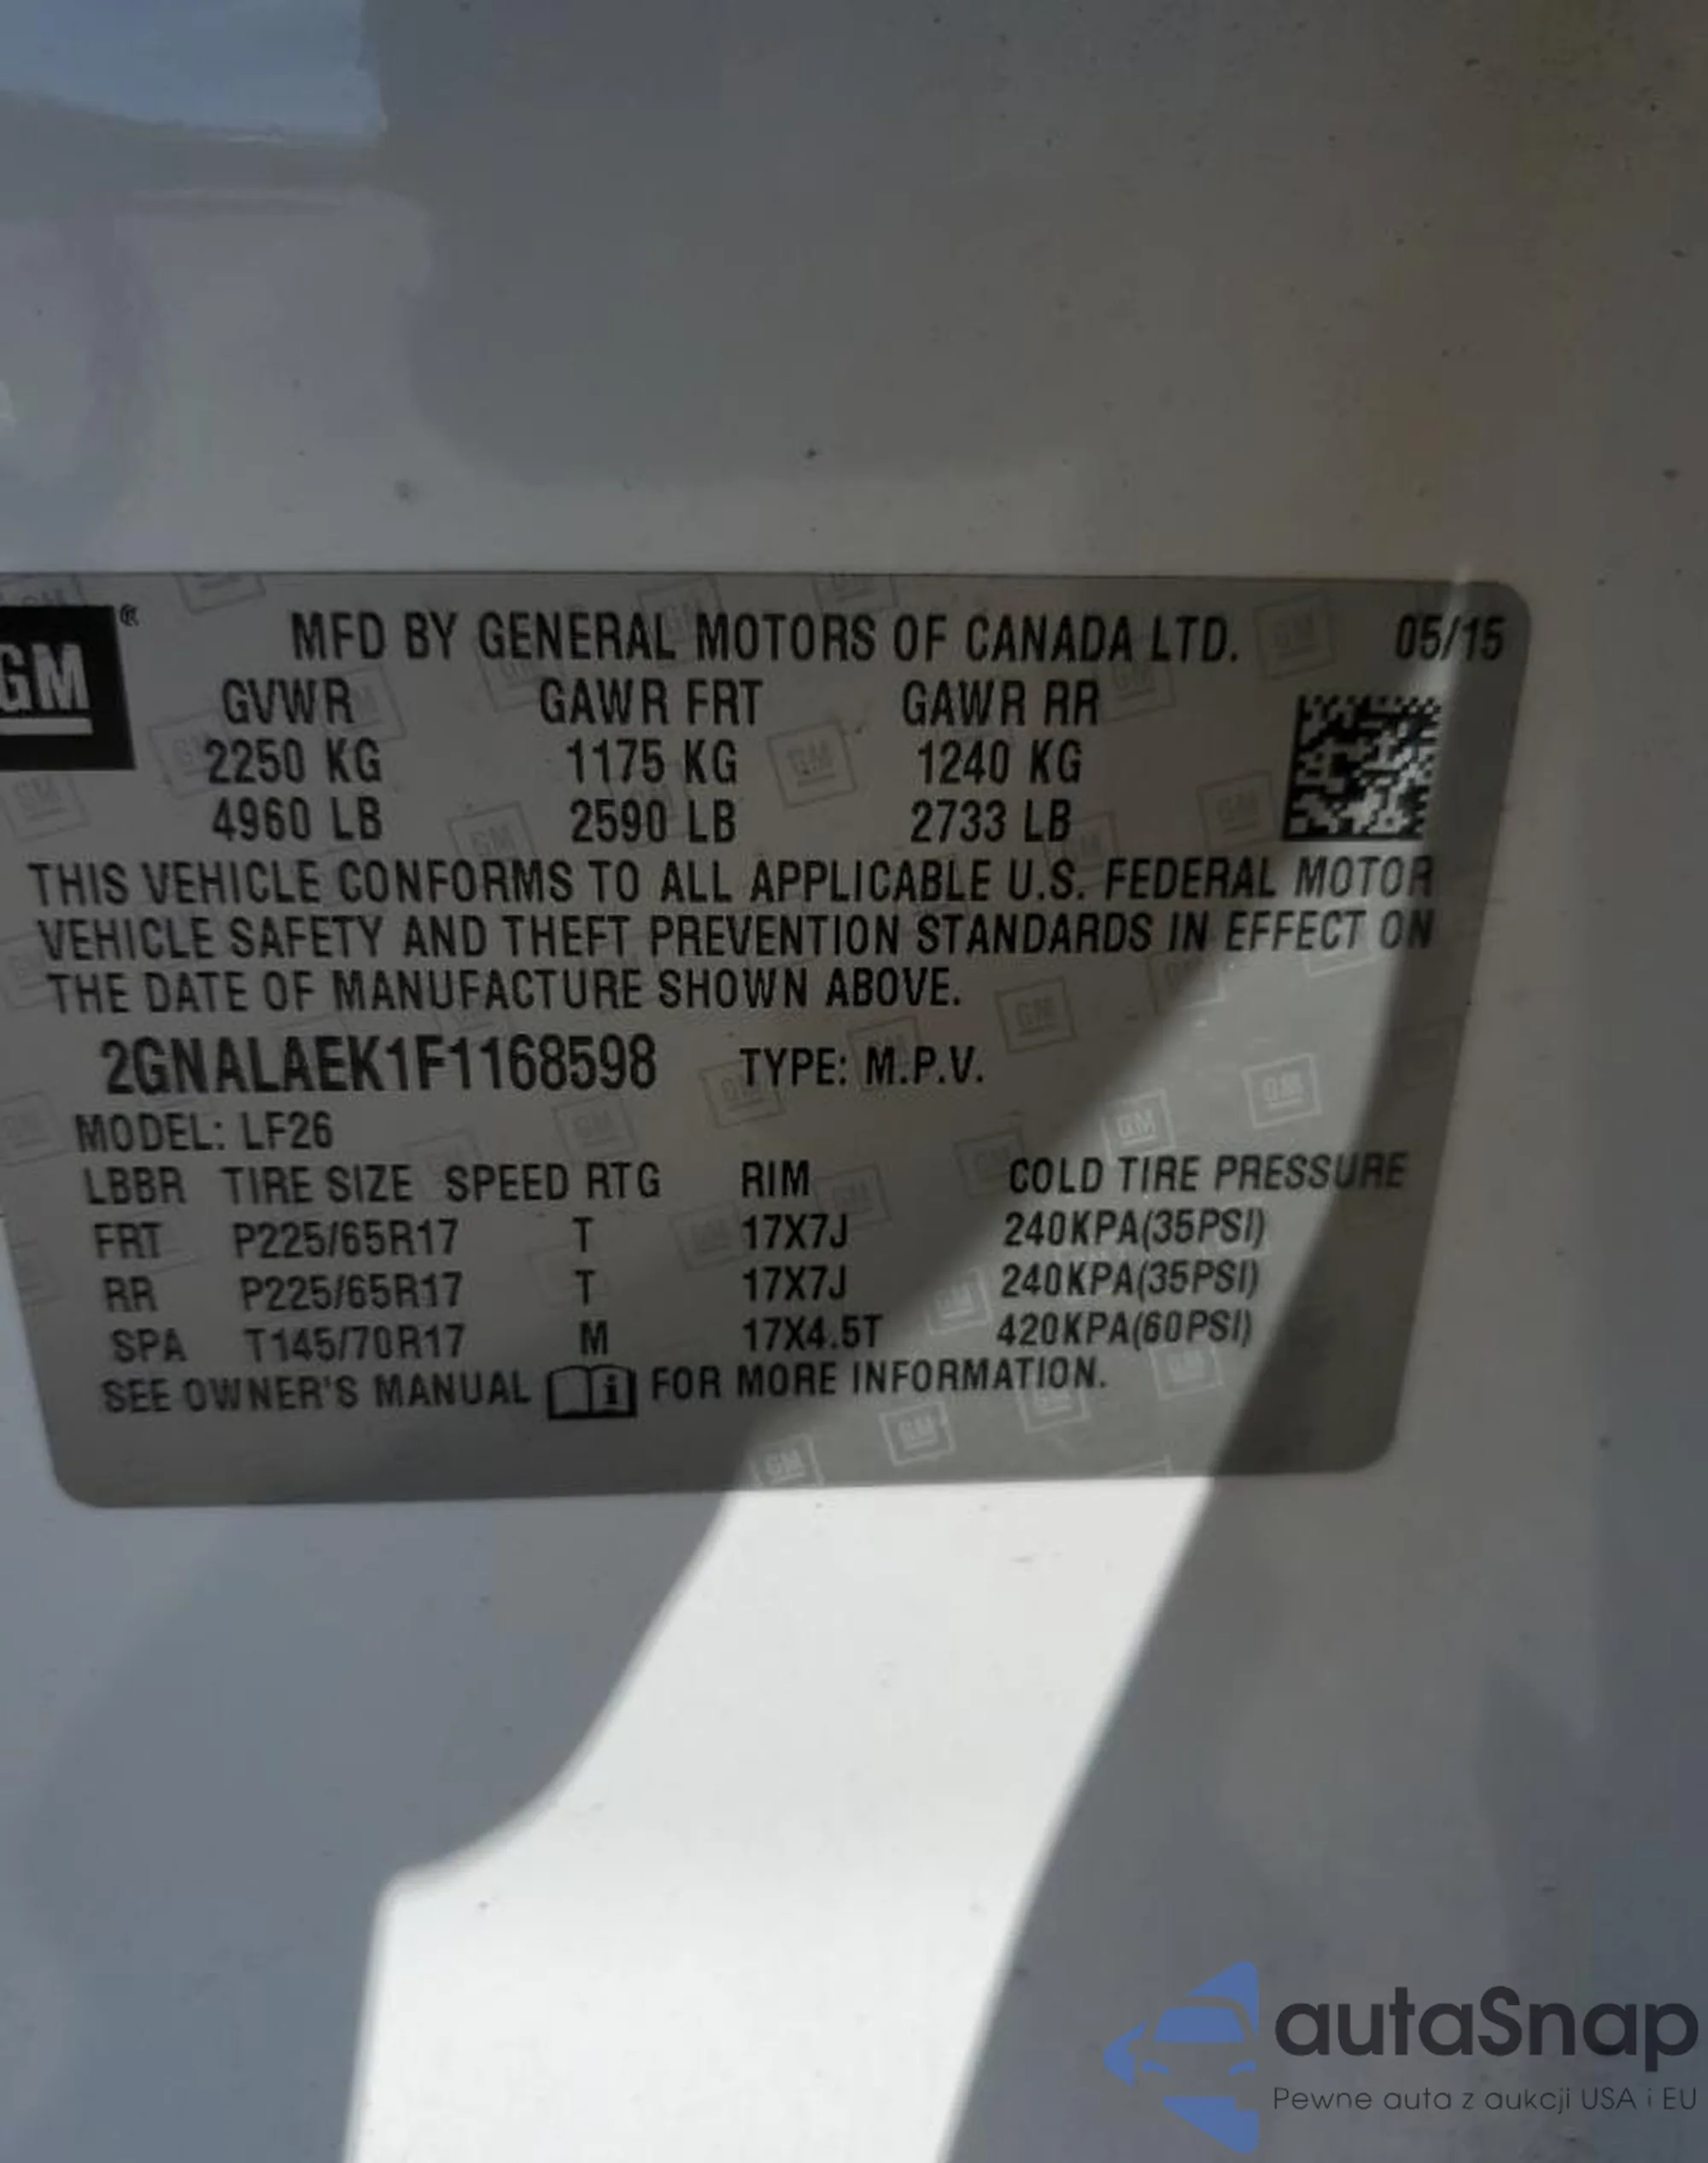 GM®
MFD BY GENERAL MOTORS OF CANADA LTD. 05/15
GVWR GAWR FRT GAWR RR
2250 KG 1175 KG 1240 KG
4960 LB 2590 LB 2733 LB
THIS VEHICLE CONFORMS TO ALL APPLICABLE U.S. FEDERAL MOTOR
VEHICLE SAFETY AND THEFT PREVENTION STANDARDS IN EFFECT ON
THE DATE OF MANUFACTURE SHOWN ABOVE.
2GNALAEK1F1168598 TYPE: M.P.V.
MODEL: LF26
LBBR TIRE SIZE SPEED RTG RIM COLD TIRE PRESSURE
FRT P225/65R17 T 17X7J 240KPA(35PSI)
RR P225/65R17 T 17X7J 240KPA(35PSI)
SPA T145/70R17 M 17X4.5T 420KPA(60PSI)
SEE OWNER'S MANUAL i FOR MORE INFORMATION.
autaSnap
Pewne auta z aukcji USA i EU